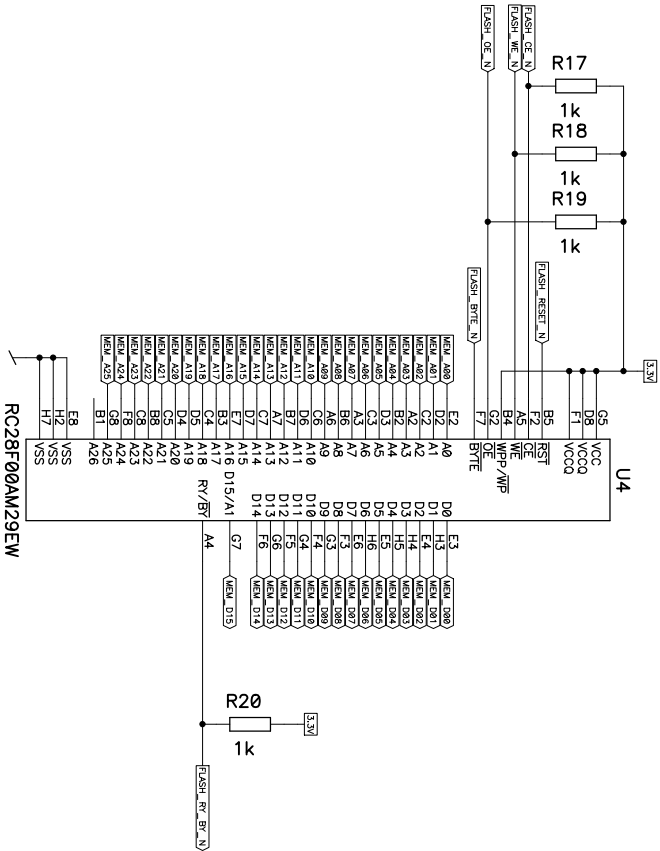 FLASH_CE_N
FLASH_WE_N
FLASH_OE_N
R17
1k
R18
1k
R19
1k
FLASH_RESET_N
FLASH_BYTE_N
3.3V
U4
G5 VCC
D8 VCCQ
F1 VCCQ
B5 RST
F2 CE
A5 WE
B4 WPP/WP
G2 OE
F7 BYTE
MEM_A00 E2 A0 D0 E3 MEM_D00
MEM_A01 D2 A1 D1 H3 MEM_D01
MEM_A02 C2 A2 D2 E4 MEM_D02
MEM_A03 A2 A3 D3 H4 MEM_D03
MEM_A04 B2 A4 D4 H5 MEM_D04
MEM_A05 D3 A5 D5 E5 MEM_D05
MEM_A06 C3 A6 D6 H6 MEM_D06
MEM_A07 A3 A7 D7 E6 MEM_D07
MEM_A08 B6 A8 D8 F3 MEM_D08
MEM_A09 A6 A9 D9 G3 MEM_D09
MEM_A10 C6 A10 D10 F4 MEM_D10
MEM_A11 D6 A11 D11 G4 MEM_D11
MEM_A12 B7 A12 D12 F5 MEM_D12
MEM_A13 A7 A13 D13 G6 MEM_D13
MEM_A14 C7 A14 D14 F6 MEM_D14
MEM_A15 D7 A15
MEM_A16 E7 A16 D15/A1 G7 MEM_D15
MEM_A17 B3 A17
MEM_A18 C4 A18 RY/BY A4
MEM_A19 D5 A19
MEM_A20 D4 A20
MEM_A21 C5 A21
MEM_A22 B8 A22
MEM_A23 C8 A23
MEM_A24 F8 A24
MEM_A25 G8 A25
B1 A26
E8 VSS
H2 VSS
H7 VSS
RC28F00AM29EW
R20
1k
3.3V
FLASH_RY_BY_N